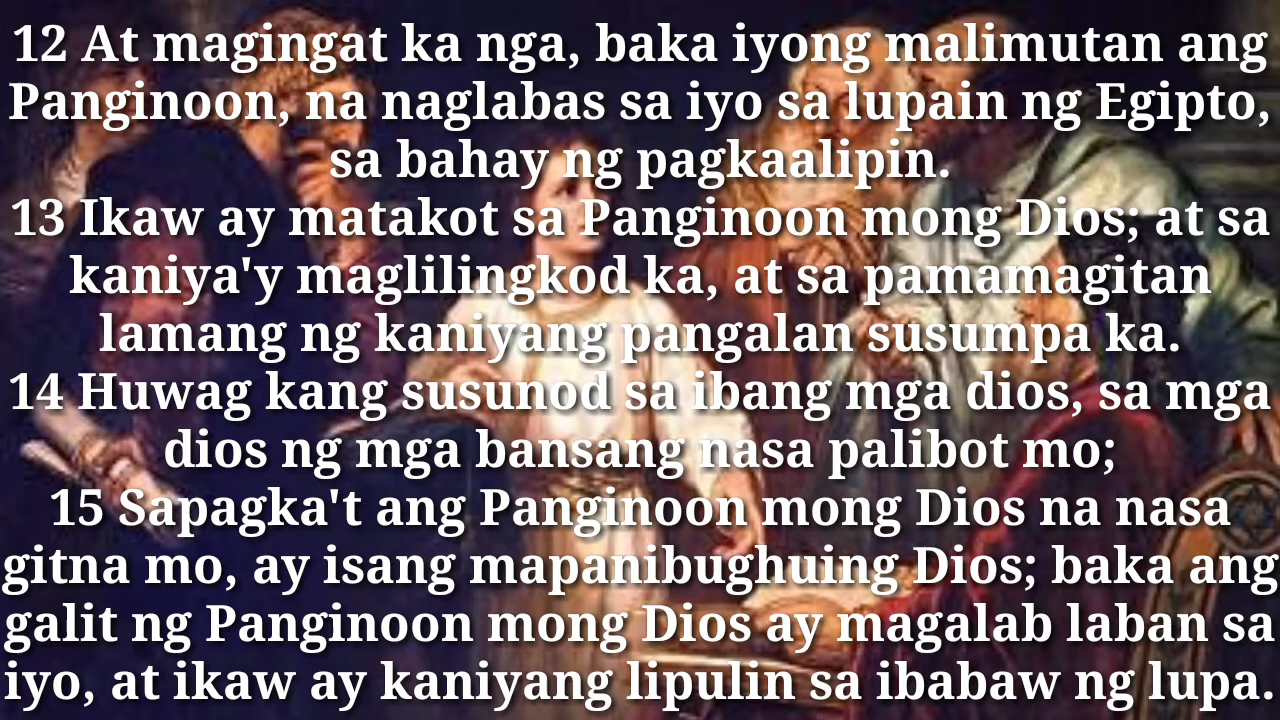 12 At magingat ka nga, baka iyong malimutan ang
Panginoon, na naglabas sa iyo sa lupain ng Egipto,
sa bahay ng pagkaalipin.
13 Ikaw ay matakot sa Panginoon mong Dios; at sa
kaniya'y maglilingkod ka, at sa pamamagitan
lamang ng kaniyang pangalan susumpa ka.
14 Huwag kang susunod sa ibang mga dios, sa mga
dios ng mga bansang nasa palibot mo;
15 Sapagka't ang Panginoon mong Dios na nasa
gitna mo, ay isang mapanibughuing Dios; baka ang
galit ng Panginoon mong Dios ay magalab laban sa
iyo, at ikaw ay kaniyang lipulin sa ibabaw ng lupa.